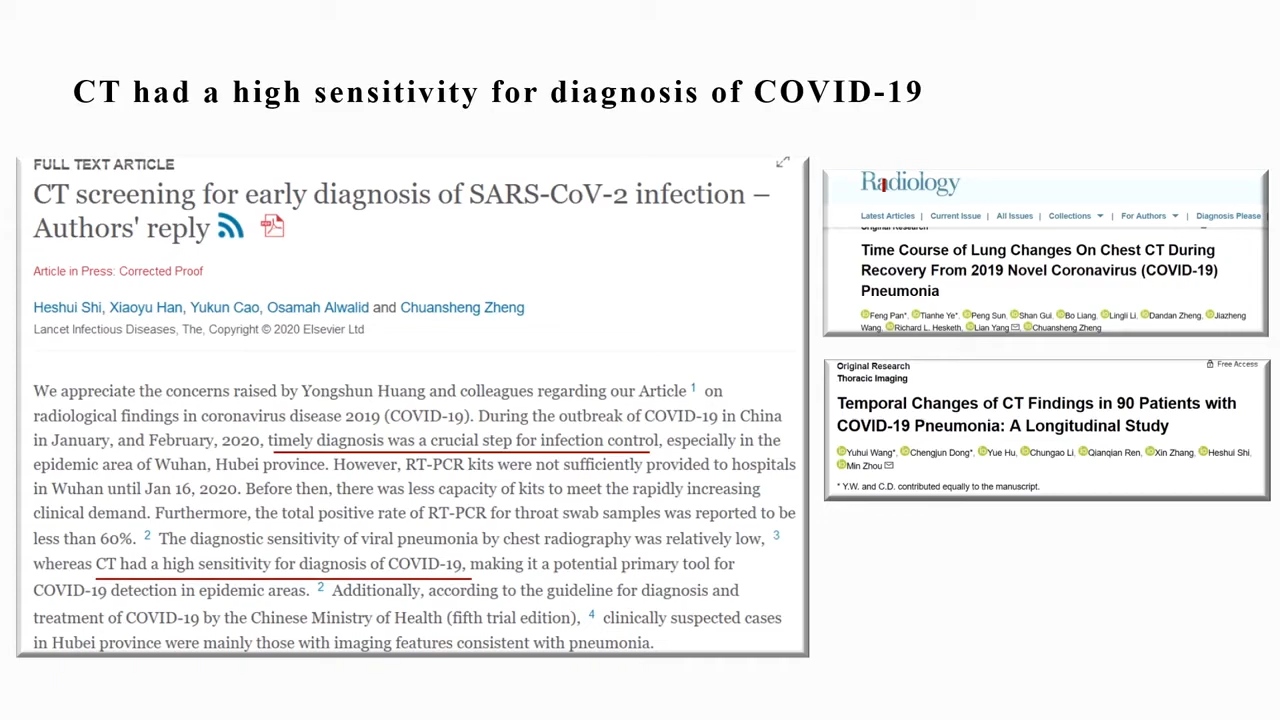 CT had a high sensitivity for diagnosis of COVID-19
FULL TEXT ARTICLE
CT screening for early diagnosis of SARS-CoV-2 infection –
Authors' reply
Article in Press: Corrected Proof
Heshui Shi, Xiaoyu Han, Yukun Cao, Osamah Alwalid and Chuansheng Zheng
Lancet Infectious Diseases, The, Copyright © 2020 Elsevier Ltd
We appreciate the concerns raised by Yongshun Huang and colleagues regarding our Article 1 on
radiological findings in coronavirus disease 2019 (COVID-19). During the outbreak of COVID-19 in China
in January, and February, 2020, timely diagnosis was a crucial step for infection control, especially in the
epidemic area of Wuhan, Hubei province. However, RT-PCR kits were not sufficiently provided to hospitals
in Wuhan until Jan 16, 2020. Before then, there was less capacity of kits to meet the rapidly increasing
clinical demand. Furthermore, the total positive rate of RT-PCR for throat swab samples was reported to be
less than 60%. 2 The diagnostic sensitivity of viral pneumonia by chest radiography was relatively low, 3
whereas CT had a high sensitivity for diagnosis of COVID-19, making it a potential primary tool for
COVID-19 detection in epidemic areas. 2 Additionally, according to the guideline for diagnosis and
treatment of COVID-19 by the Chinese Ministry of Health (fifth trial edition), 4 clinically suspected cases
in Hubei province were mainly those with imaging features consistent with pneumonia.
Radiology
Latest Articles | Current Issue | All Issues | Collections | For Authors | Diagnosis Please |
Original Research
Time Course of Lung Changes On Chest CT During
Recovery From 2019 Novel Coronavirus (COVID-19)
Pneumonia
Feng Pan*, Tianhe Ye*, Peng Sun, Shan Gui, Bo Liang, Lingli Li, Dandan Zheng, Jiazheng
Wang, Richard L. Hesketh, Lian Yang, Chuansheng Zheng
Original Research
Free Access
Thoracic Imaging
Temporal Changes of CT Findings in 90 Patients with
COVID-19 Pneumonia: A Longitudinal Study
Yuhui Wang*, Chengjun Dong*, Yue Hu, Chungao Li, Qianqian Ren, Xin Zhang, Heshui Shi,
Min Zhou
* Y.W. and C.D. contributed equally to the manuscript.